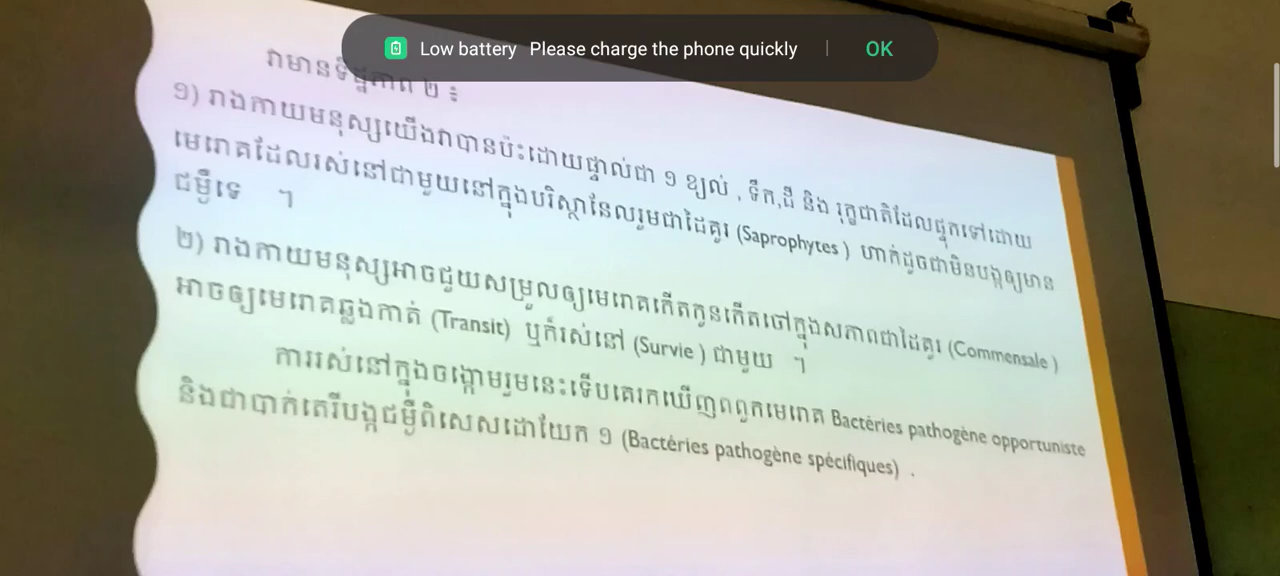 Low battery Please charge the phone quickly | OK
វាមានទិដ្ឋភាព ២ ៖
១) រាងកាយមនុស្សយើងវាបានប៉ះដោយផ្ទាល់ជា ១ ខ្យល់ , ទឹក,ដី និង រុក្ខជាតិដែលផ្ទុកទៅដោយ
មេរោគដែលរស់នៅជាមួយនៅក្នុងបរិស្ថានដែលរួមជាដៃគូរ (Saprophytes ) ហាក់ដូចជាមិនបង្កឲ្យមាន
ជម្ងឺទេ ។
២) រាងកាយមនុស្សអាចជួយសម្រួលឲ្យមេរោគកើតកូនកើតចៅក្នុងសភាពជាដៃគូរ (Commensale )
អាចឲ្យមេរោគឆ្លងកាត់ (Transit) ឬក៏រស់នៅ (Survie ) ជាមួយ ។
ការរស់នៅក្នុងចង្កោមរួមនេះទើបគេរកឃើញពពួកមេរោគ Bactéries pathogène opportuniste
និងជាបាក់តេរីបង្កជម្ងឺពិសេសដោយែក ១ (Bactéries pathogène spécifiques) .